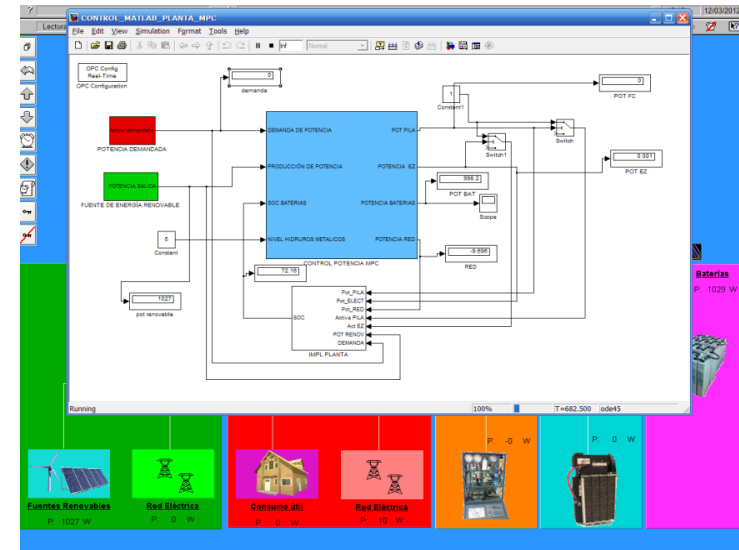 12/03/2012
Lectura
CONTROL_MATLAB_PLANTA_MPC
File Edit View Simulation Format Tools Help
Inf Normal
OPC Config
Real-Time
OPC Configuration
0
demanda
POTENCIA DEMANDADA
POTENCIA SALIDA
FUENTE DE ENERGÍA RENOVABLE
5
Constant
1027
pot renovable
72.16
DEMANDA DE POTENCIA
PRODUCCIÓN DE POTENCIA
SOC BATERIAS
NIVEL HIDRUROS METALICOS
POT PILA
POTENCIA EZ
POTENCIA BATERIAS
POTENCIA RED
CONTROL POTENCIA MPC
1
Constant1
Switch1
Switch
0
POT FC
0.001
POT EZ
998.2
POT BAT
Scope
-9.696
RED
SOC
Pot_PILA
Pot_ELECT
Pot_RED
Activa PILA
Act EZ
POT RENOV
DEMANDA
IMPL PLANTA
Running 100% T=682.500 ode45
Baterías
P: 1029 W
P: -0 W
P: 0 W
Fuentes Renovables
P: 1027 W
Red Eléctrica
P: 0 W
Consumo útil
P: 0 W
Red Eléctrica
P: 10 W